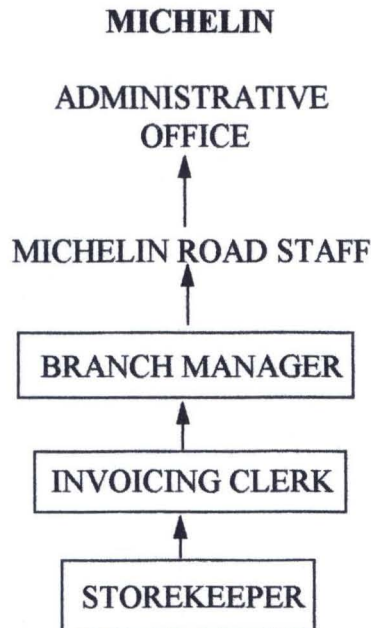 MICHELIN
ADMINISTRATIVE
OFFICE
MICHELIN ROAD STAFF
BRANCH MANAGER
INVOICING CLERK
STOREKEEPER